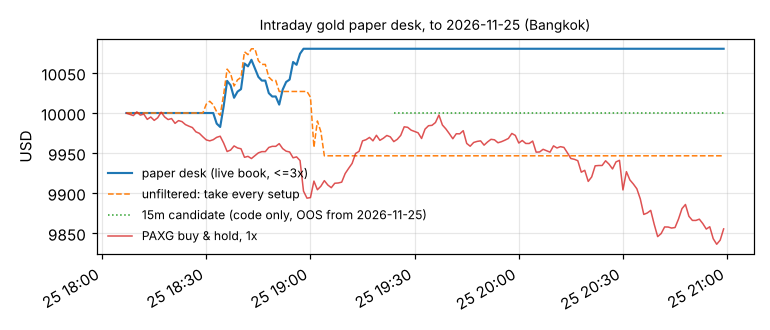 Intraday gold paper desk, to 2026-11-25 (Bangkok)
USD
10050
10000
9950
9900
9850
paper desk (live book, <=3x)
unfiltered: take every setup
15m candidate (code only, OOS from 2026-11-25)
PAXG buy & hold, 1x
25 18:00
25 18:30
25 19:00
25 19:30
25 20:00
25 20:30
25 21:00